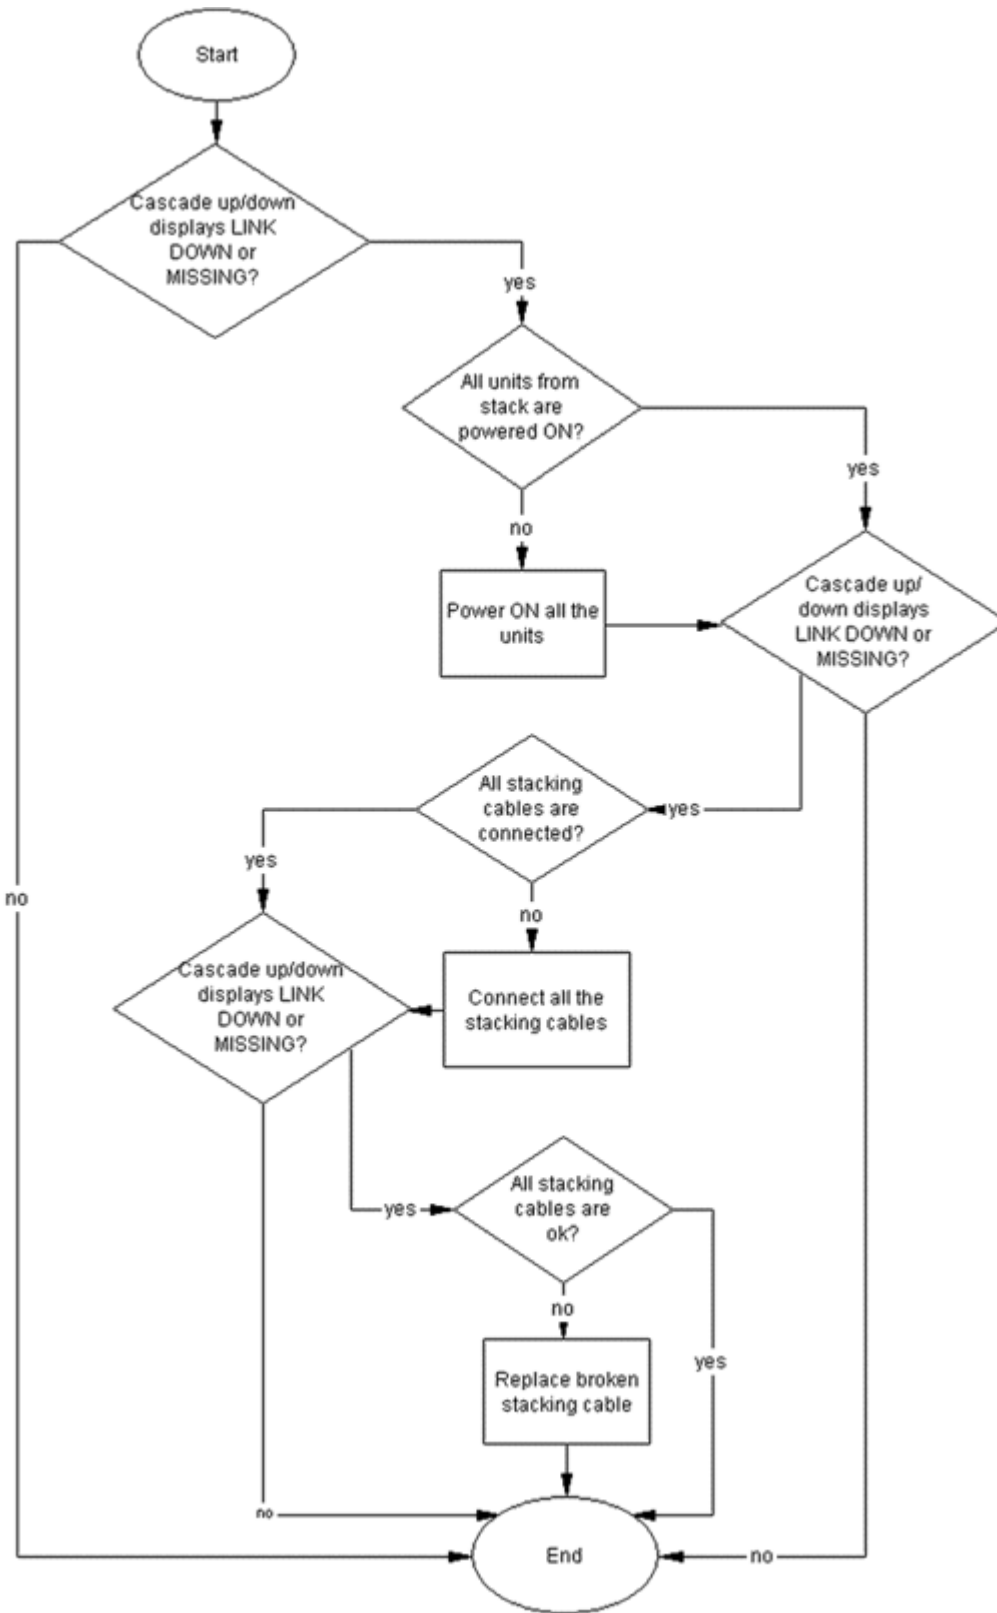 Start
Cascade up/down
displays LINK
DOWN or
MISSING?
yes
All units from
stack are
powered ON?
yes
no
Power ON all the
units
Cascade up/
down displays
LINK DOWN or
MISSING?
All stacking
cables are
connected?
yes
yes
no
no
Cascade up/down
displays LINK
DOWN or
MISSING?
Connect all the
stacking cables
All stacking
cables are
ok?
yes
no
yes
Replace broken
stacking cable
no
End
no